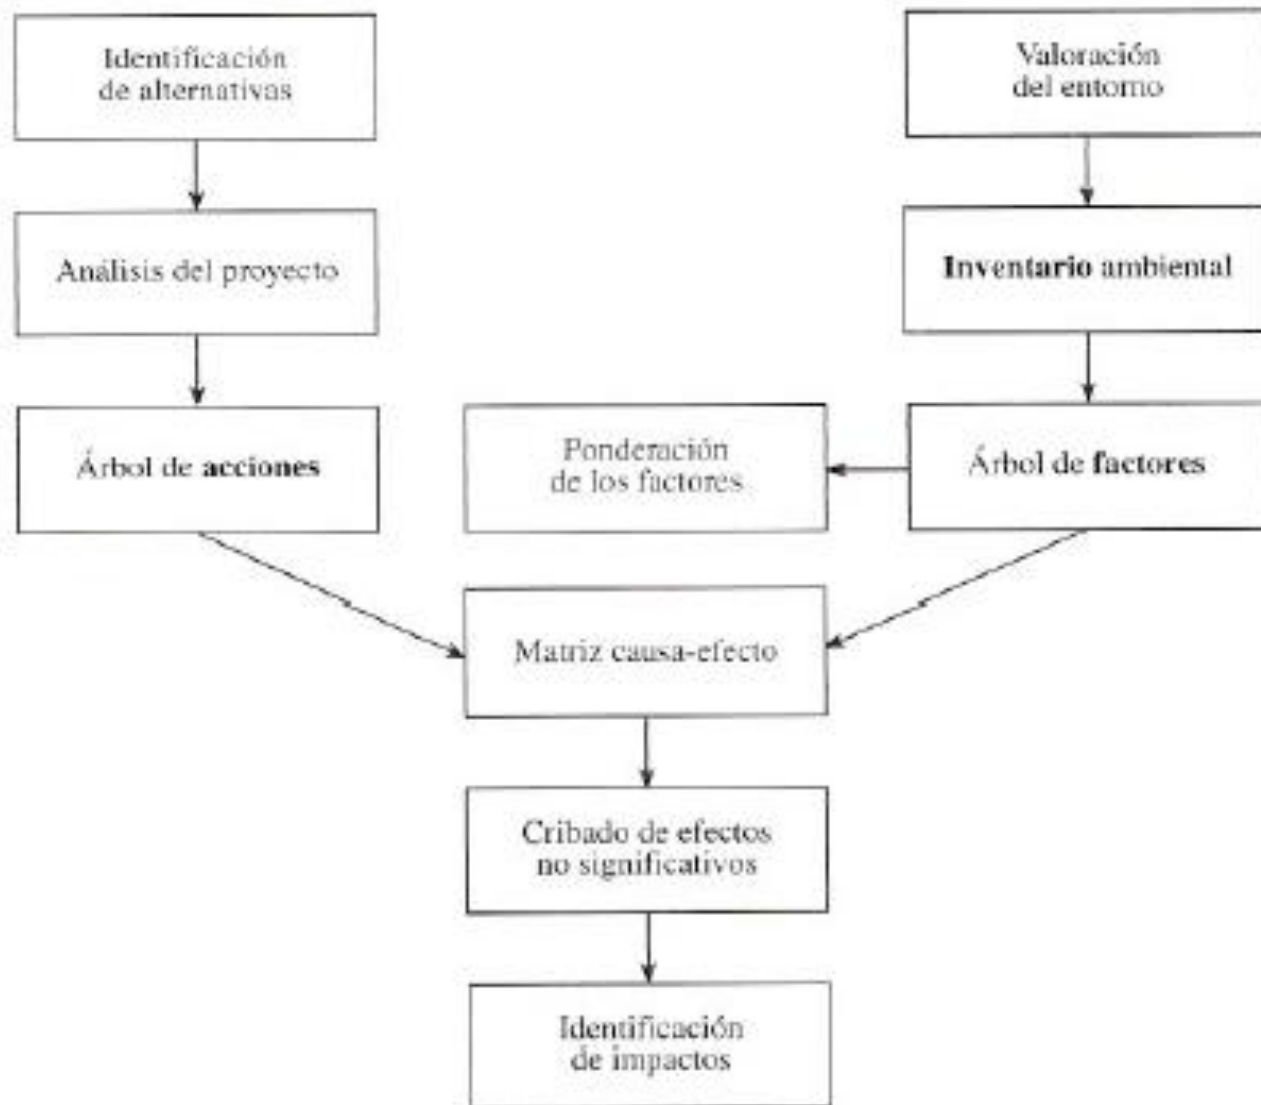 Identificación
de alternativas
Valoración
del entorno
Análisis del proyecto
Inventario ambiental
Árbol de acciones
Ponderación
de los factores
Árbol de factores
Matriz causa-efecto
Cribado de efectos
no significativos
Identificación
de impactos